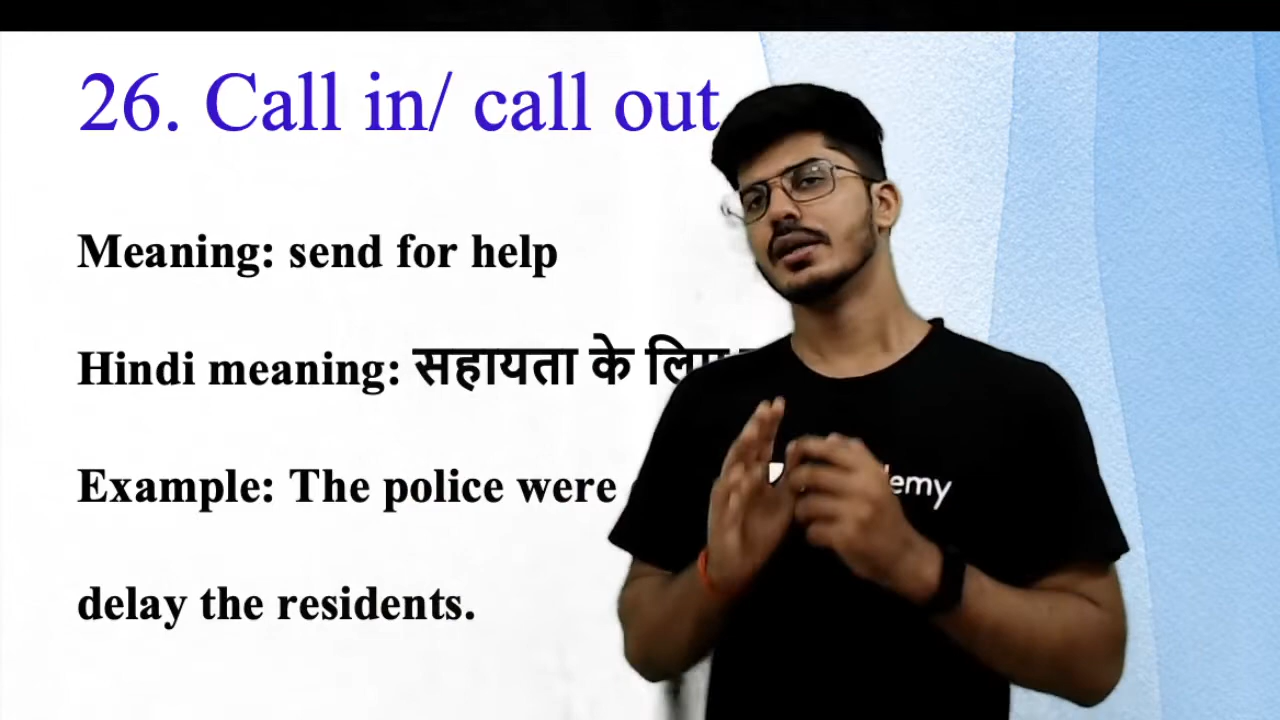 26. Call in/ call out
Meaning: send for help
Hindi meaning: सहायता के लिए
Example: The police were
delay the residents.